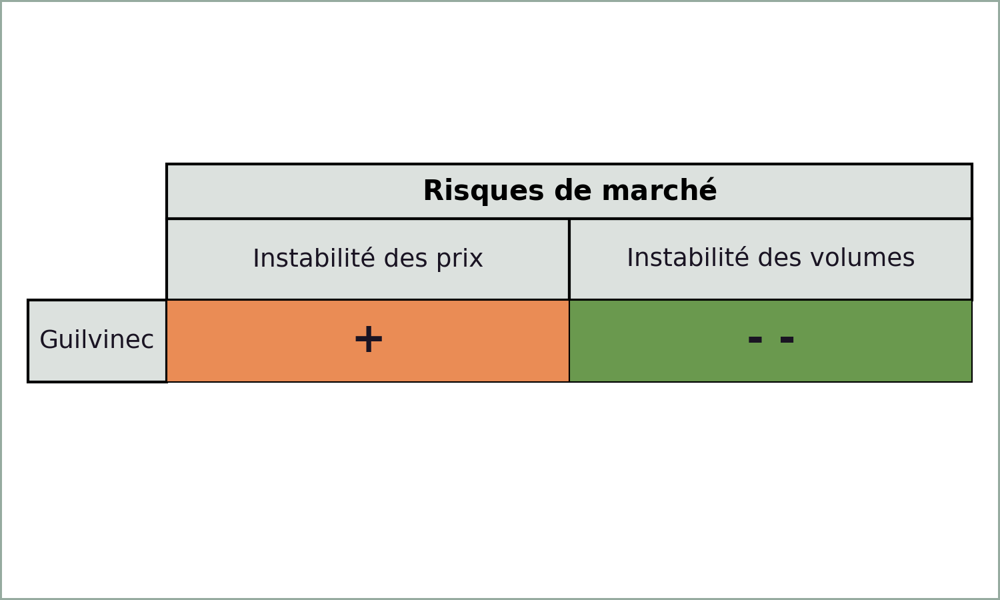 Risques de marché
Instabilité des prix
Instabilité des volumes
Guilvinec
+
- -